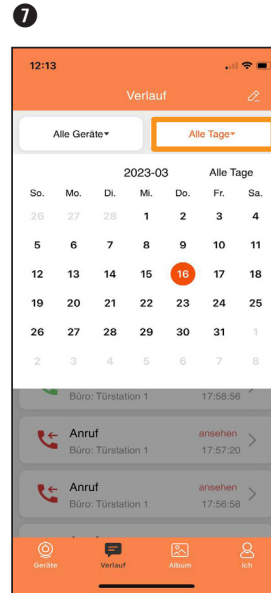 7
12:13
Verlauf
Alle Geräte▾ Alle Tage▾
2023-03 Alle Tage
So. Mo. Di. Mi. Do. Fr. Sa.
26 27 28 1 2 3 4
5 6 7 8 9 10 11
12 13 14 15 16 17 18
19 20 21 22 23 24 25
26 27 28 29 30 31 1
2 3 4 5 6 7 8
Büro: Türstation 1 17:58:56
Anruf ansehen
Büro: Türstation 1 17:57:20
Anruf ansehen
Büro: Türstation 1 17:56:58
Geräte Verlauf Album Ich